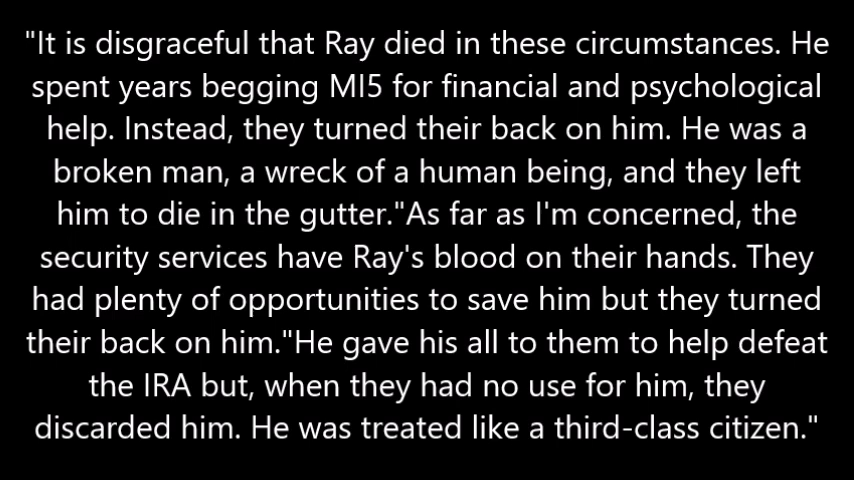 "It is disgraceful that Ray died in these circumstances. He
spent years begging MI5 for financial and psychological
help. Instead, they turned their back on him. He was a
broken man, a wreck of a human being, and they left
him to die in the gutter."As far as I'm concerned, the
security services have Ray's blood on their hands. They
had plenty of opportunities to save him but they turned
their back on him."He gave his all to them to help defeat
the IRA but, when they had no use for him, they
discarded him. He was treated like a third-class citizen."